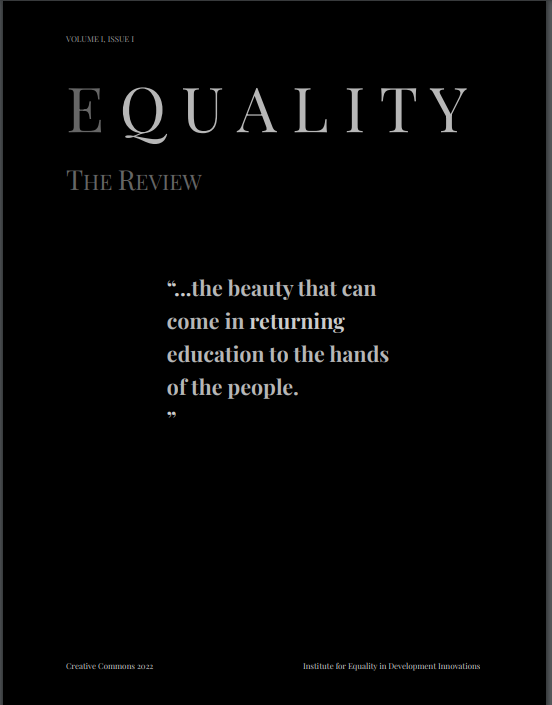 VOLUME I, ISSUE I
EQUALITY
THE REVIEW
“...the beauty that can
come in returning
education to the hands
of the people.
”
Creative Commons 2022
Institute for Equality in Development Innovations